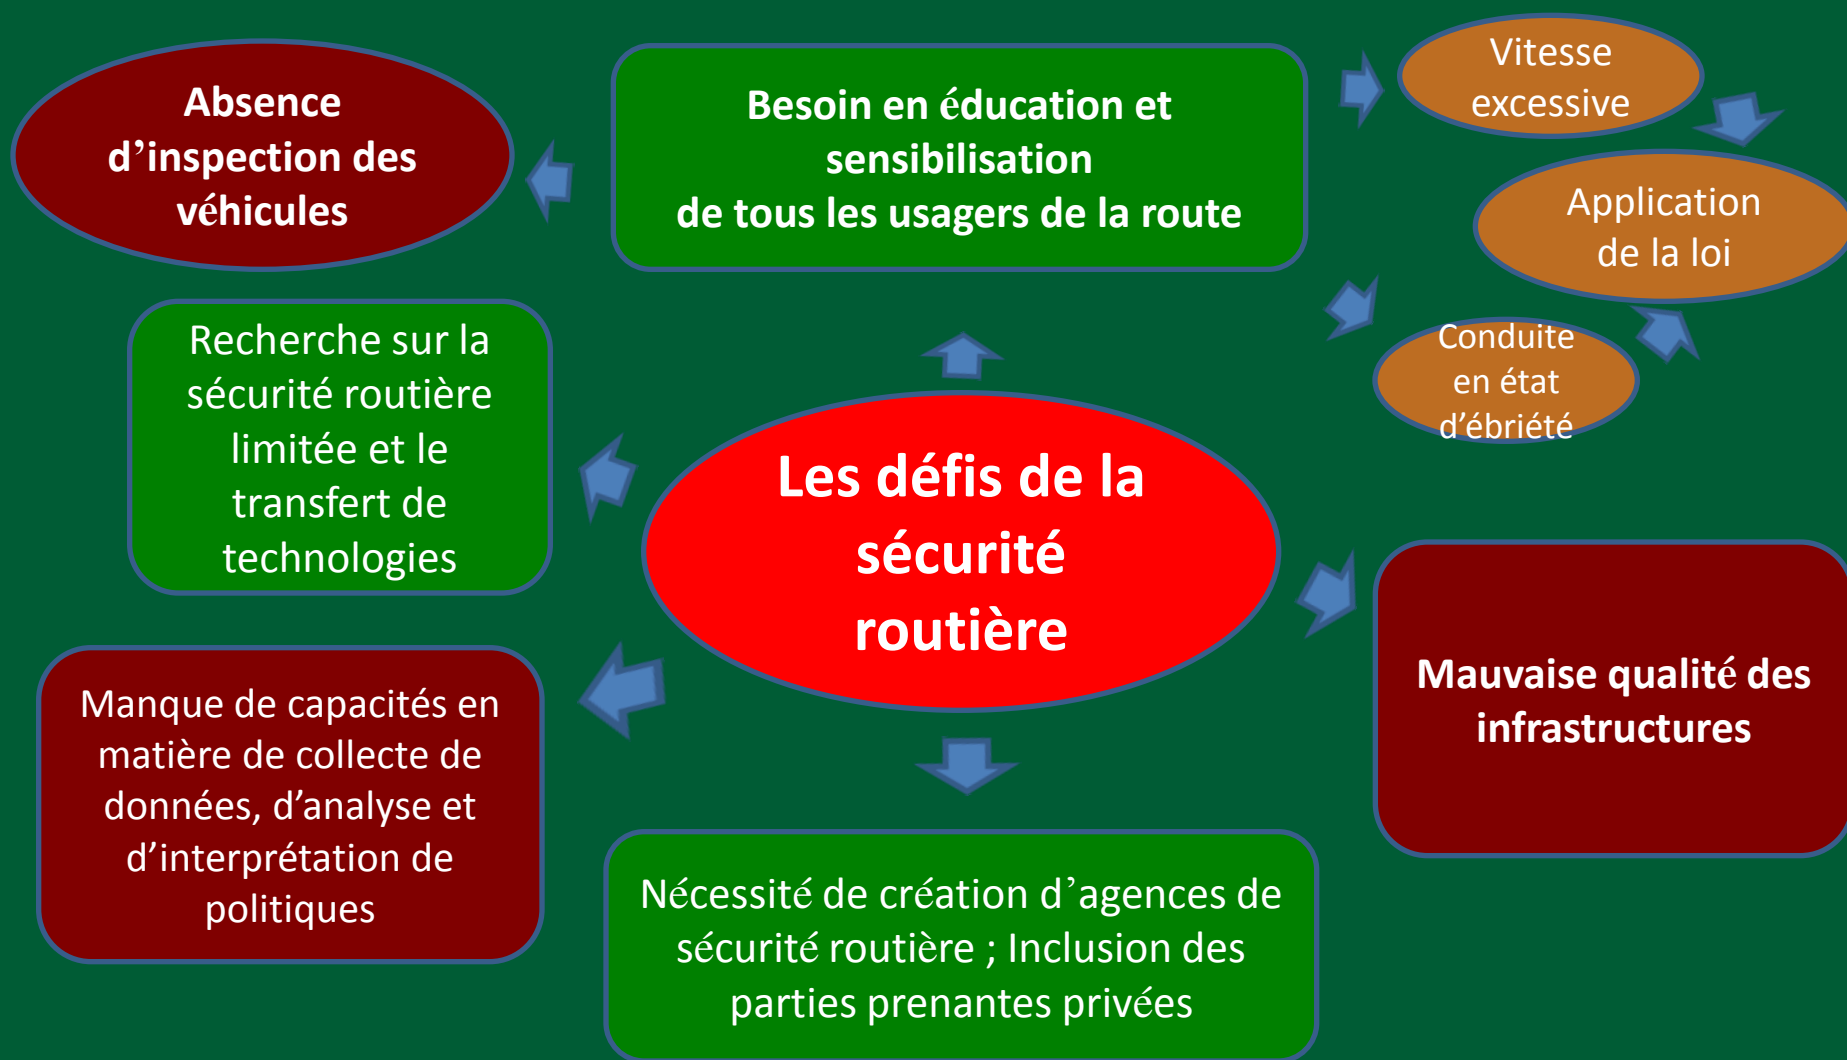 Absence
d’inspection des
véhicules
Besoin en éducation et
sensibilisation
de tous les usagers de la route
Vitesse
excessive
Application
de la loi
Conduite
en état
d’ébriété
Recherche sur la
sécurité routière
limitée et le
transfert de
technologies
Les défis de la
sécurité
routière
Mauvaise qualité des
infrastructures
Manque de capacités en
matière de collecte de
données, d’analyse et
d’interprétation de
politiques
Nécessité de création d’agences de
sécurité routière ; Inclusion des
parties prenantes privées